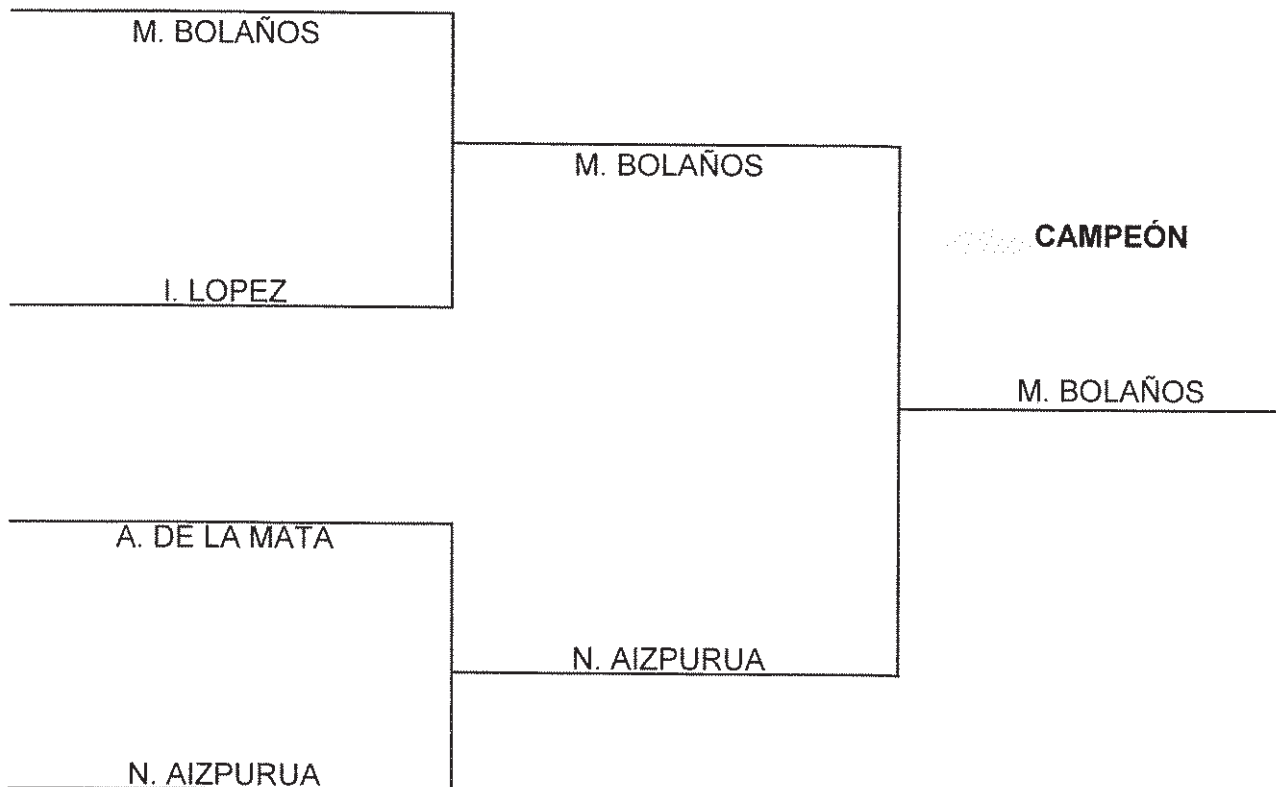 M. BOLAÑOS
M. BOLAÑOS
CAMPEÓN
I. LOPEZ
M. BOLAÑOS
A. DE LA MATA
N. AIZPURUA
N. AIZPURUA